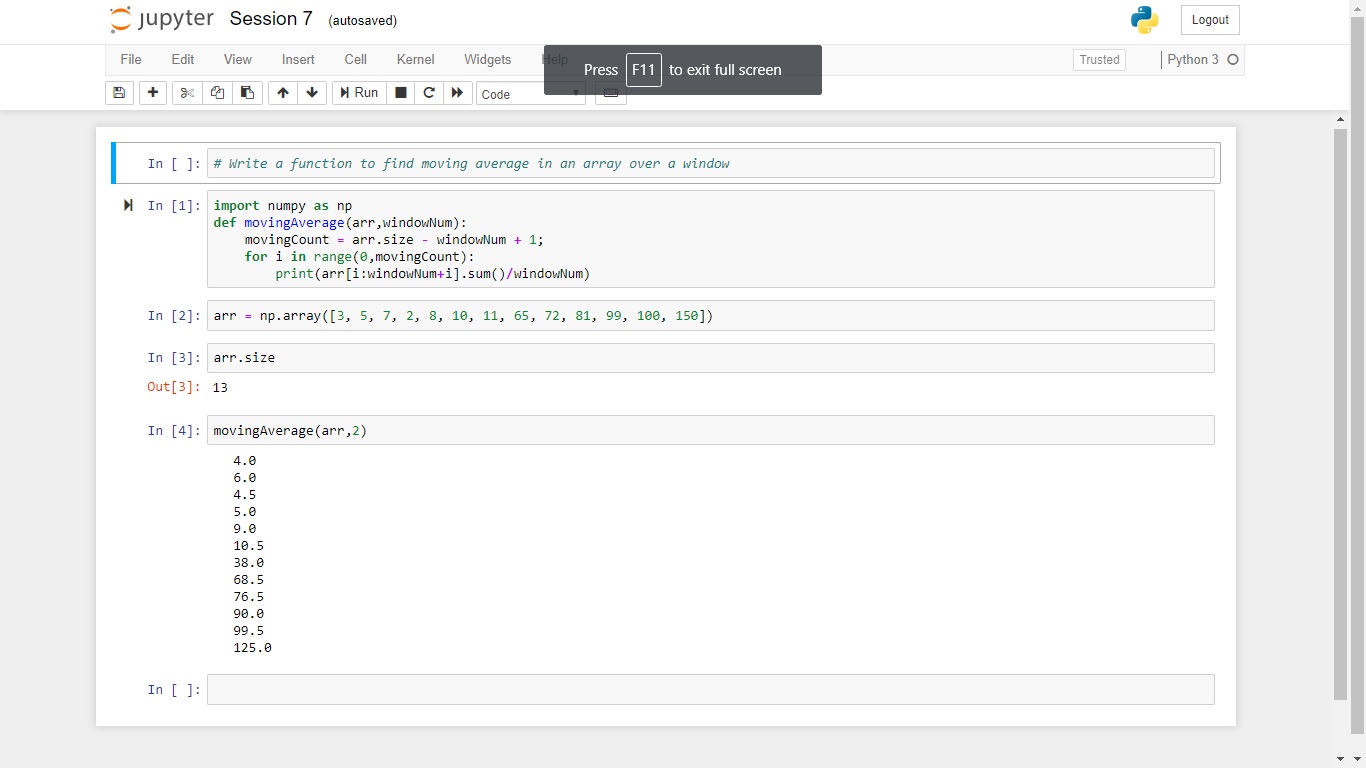 jupyter Session 7 (autosaved)
Logout
File Edit View Insert Cell Kernel Widgets Help
Trusted
Python 3
Press F11 to exit full screen
Run
Code
In [ ]: # Write a function to find moving average in an array over a window
In [1]: import numpy as np
def movingAverage(arr,windowNum):
    movingCount = arr.size - windowNum + 1;
    for i in range(0,movingCount):
        print(arr[i:windowNum+i].sum()/windowNum)
In [2]: arr = np.array([3, 5, 7, 2, 8, 10, 11, 65, 72, 81, 99, 100, 150])
In [3]: arr.size
Out[3]: 13
In [4]: movingAverage(arr,2)
4.0
6.0
4.5
5.0
9.0
10.5
38.0
68.5
76.5
90.0
99.5
125.0
In [ ]: